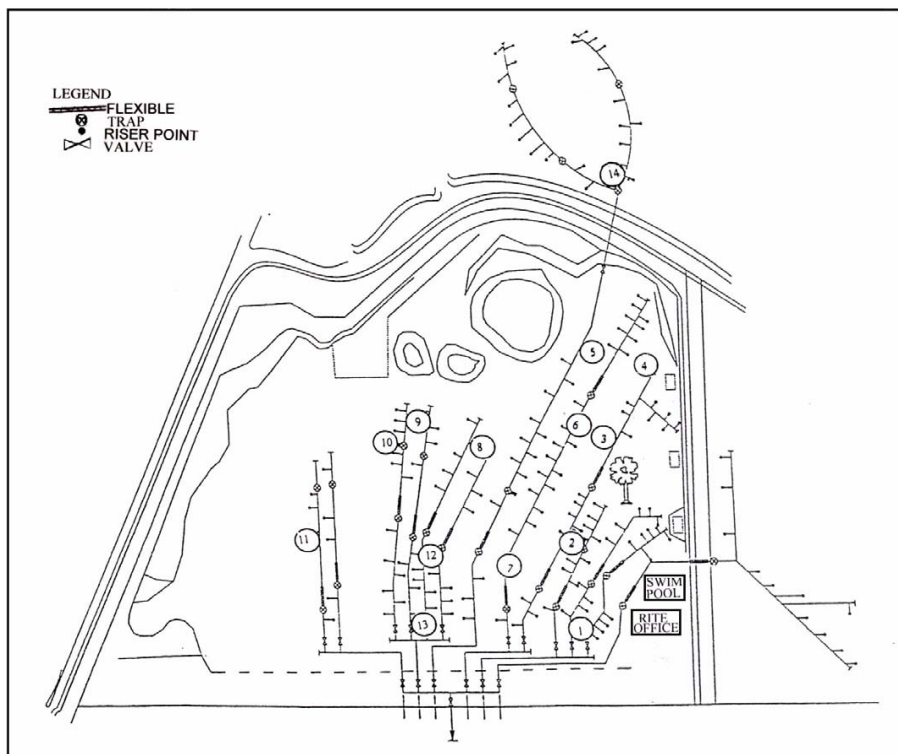 LEGEND
FLEXIBLE
TRAP
RISER POINT
VALVE
14
5
4
9
6
10
3
8
11
2
12
7
13
1
SWIM
POOL
RITE
OFFICE